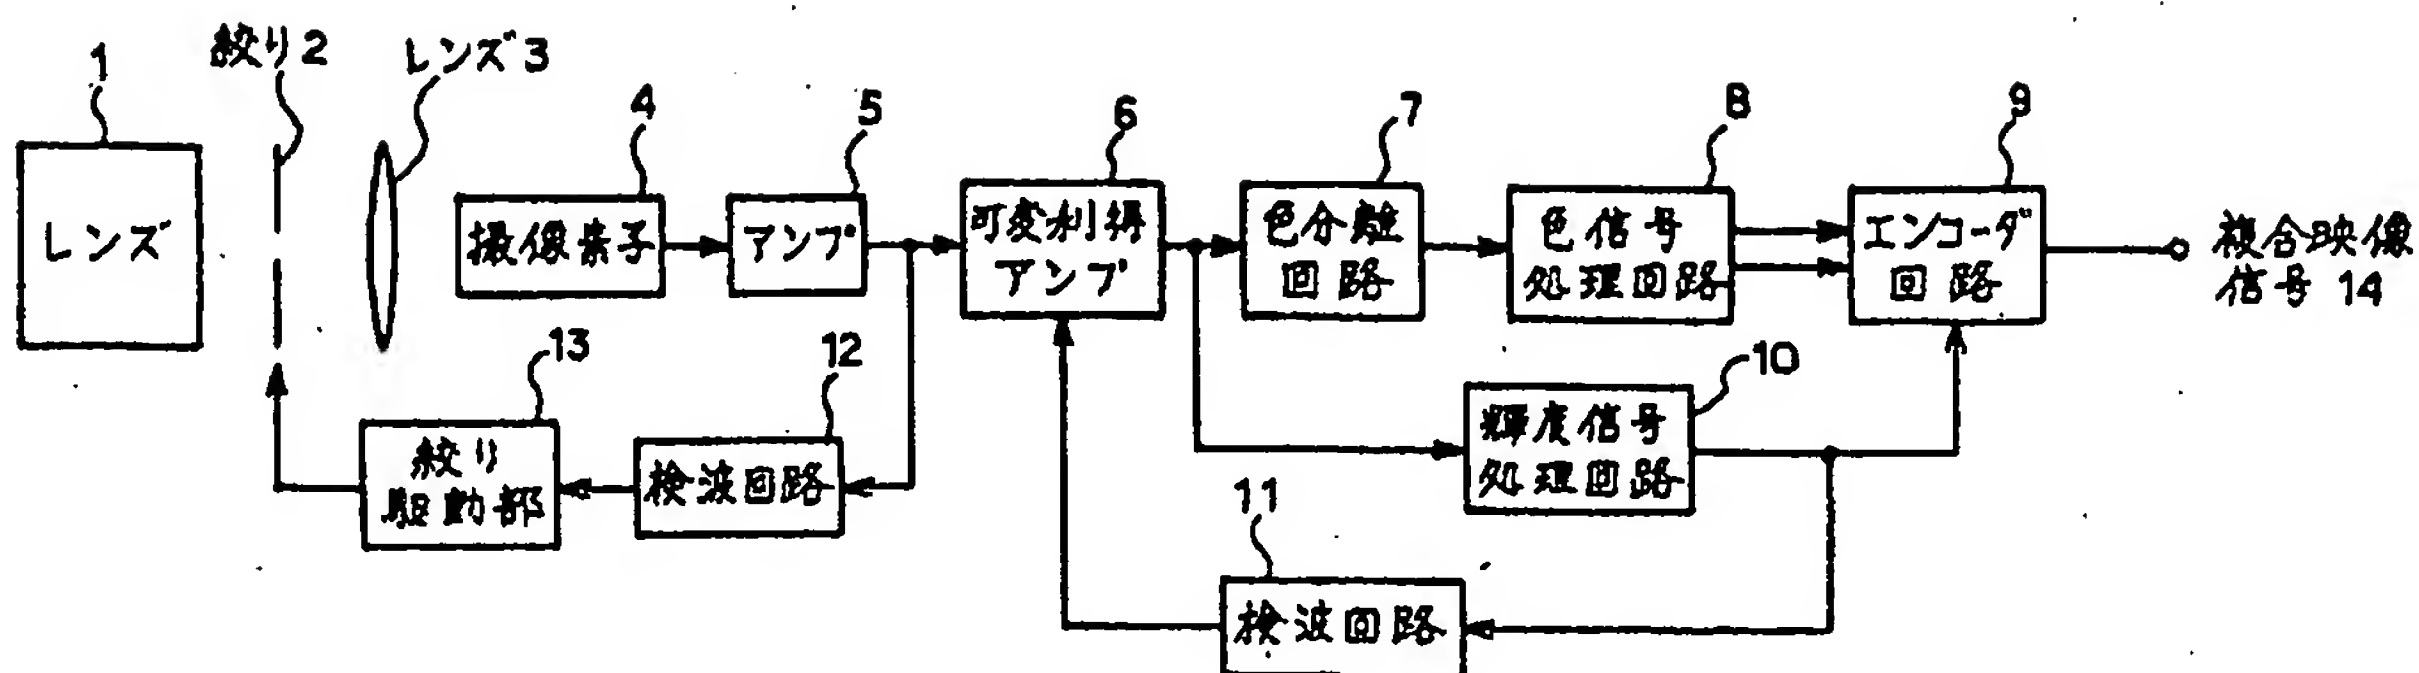 1
絞り2
レンズ3
4
5
6
7
8
9
レンズ
撮像素子
アンプ
可変利得
アンプ
色分離
回路
色信号
処理回路
エンコーダ
回路
複合映像
信号 14
13
12
10
絞り
駆動部
検波回路
輝度信号
処理回路
11
検波回路